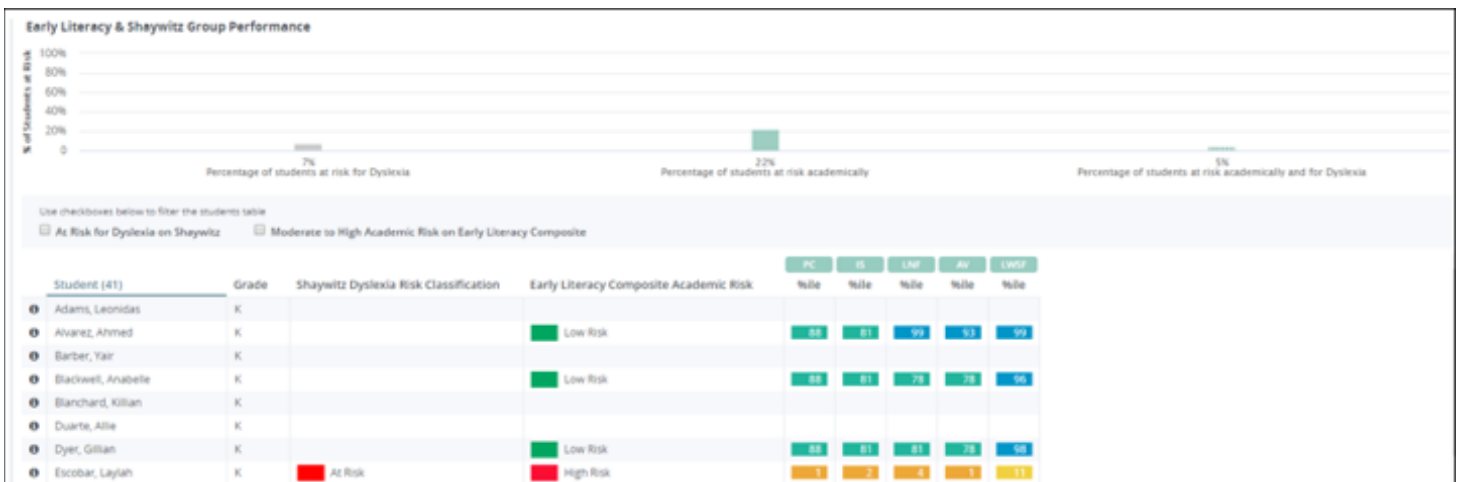 Early Literacy & Shaywitz Group Performance
% of Students at Risk
100%
80%
60%
40%
20%
0
7% 22% 5%
Percentage of students at risk for Dyslexia Percentage of students at risk academically Percentage of students at risk academically and for Dyslexia
Use checkboxes below to filter the students table
At Risk for Dyslexia on Shaywitz Moderate to High Academic Risk on Early Literacy Composite
PC IS LNF AV LWSF
Student (41) Grade Shaywitz Dyslexia Risk Classification Early Literacy Composite Academic Risk %ile %ile %ile %ile %ile
Adams, Leonidas K
Alvarez, Ahmed K Low Risk 88 81 99 93 99
Barber, Yair K
Blackwell, Anabelle K Low Risk 88 81 78 78 96
Blanchard, Killian K
Duarte, Allie K
Dyer, Gillian K Low Risk 88 81 81 78 98
Escobar, Laylah K At Risk High Risk 1 2 4 1 11